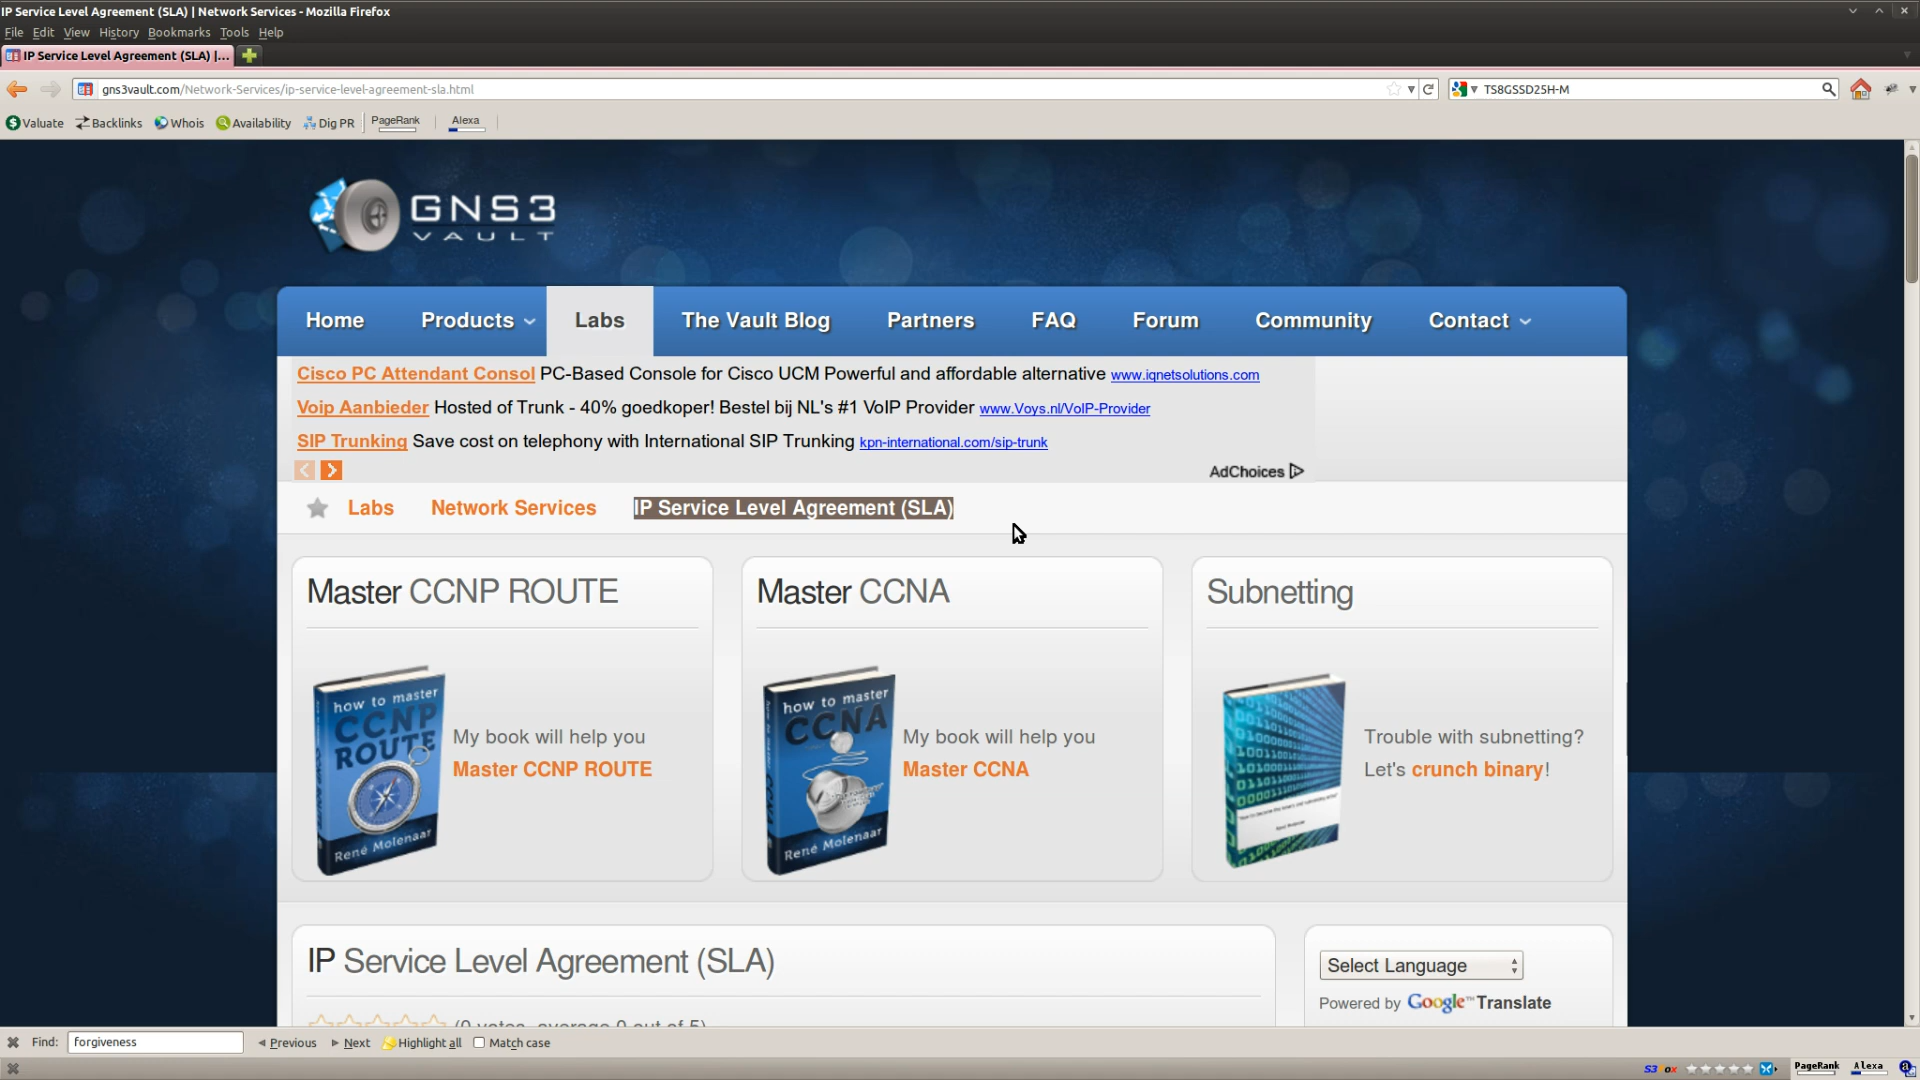 IP Service Level Agreement (SLA) | Network Services - Mozilla Firefox
File Edit View History Bookmarks Tools Help
IP Service Level Agreement (SLA) |...
gns3vault.com/Network-Services/ip-service-level-agreement-sla.html
TS8GSSD25H-M
Valuate Backlinks Whois Availability Dig PR PageRank Alexa
GNS3
VAULT
Home Products Labs The Vault Blog Partners FAQ Forum Community Contact
Cisco PC Attendant Consol PC-Based Console for Cisco UCM Powerful and affordable alternative www.iqnetsolutions.com
Voip Aanbieder Hosted of Trunk - 40% goedkoper! Bestel bij NL's #1 VoIP Provider www.Voys.nl/VoIP-Provider
SIP Trunking Save cost on telephony with International SIP Trunking kpn-international.com/sip-trunk
AdChoices
Labs Network Services IP Service Level Agreement (SLA)
Master CCNP ROUTE
how to master
CCNP
ROUTE
René Molenaar
My book will help you
Master CCNP ROUTE
Master CCNA
how to master
CCNA
René Molenaar
My book will help you
Master CCNA
Subnetting
Trouble with subnetting?
Let's crunch binary!
IP Service Level Agreement (SLA)
(0 votes, average 0 out of 5)
Select Language
Powered by Google™ Translate
Find: forgiveness Previous Next Highlight all Match case
S3 PageRank Alexa